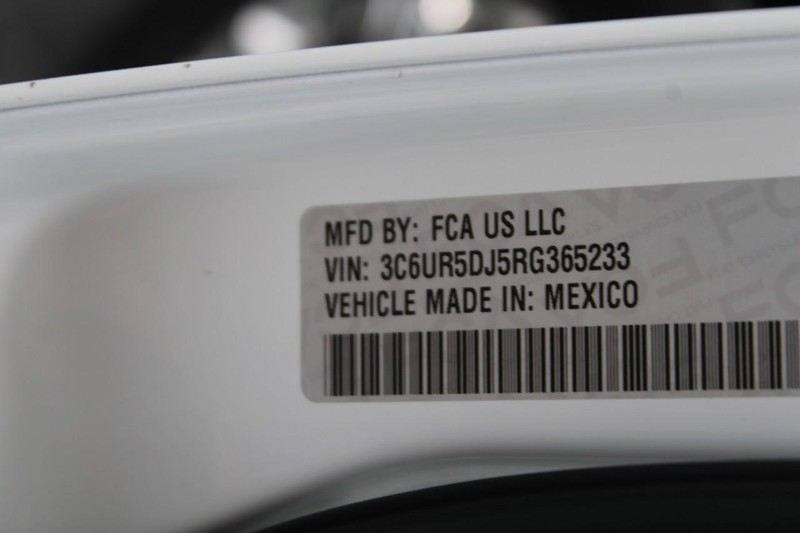 MFD BY: FCA US LLC
VIN: 3C6UR5DJ5RG365233
VEHICLE MADE IN: MEXICO